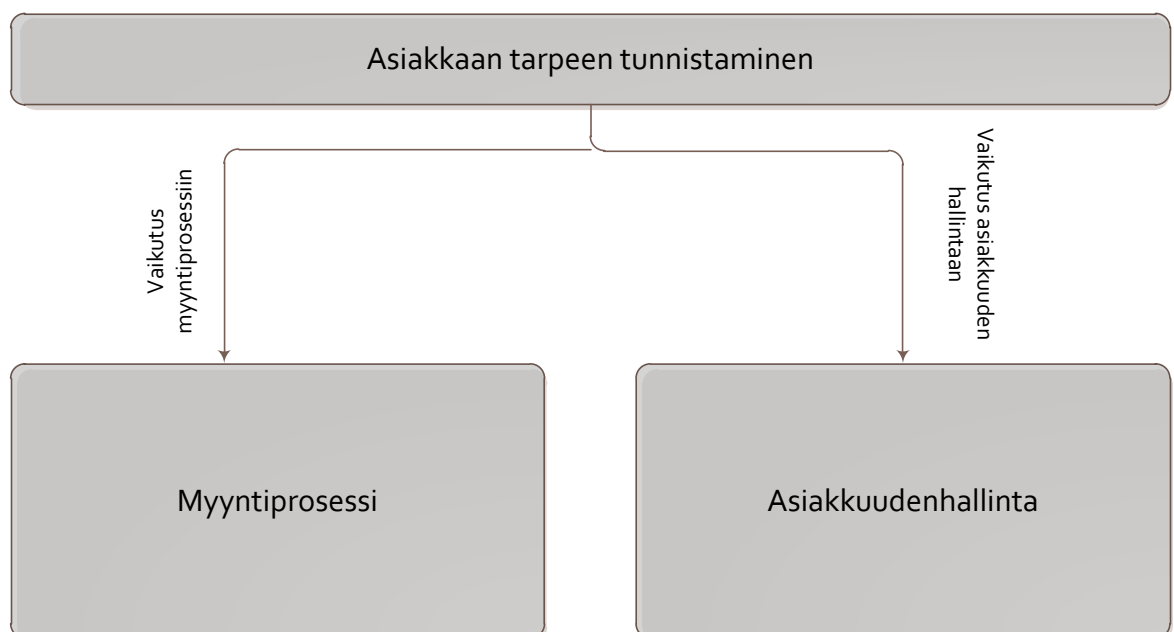 Asiakkaan tarpeen tunnistaminen
Vaikutus
myyntiprosessiin
Vaikutus asiakkuuden
hallintaan
Myyntiprosessi
Asiakkuudenhallinta